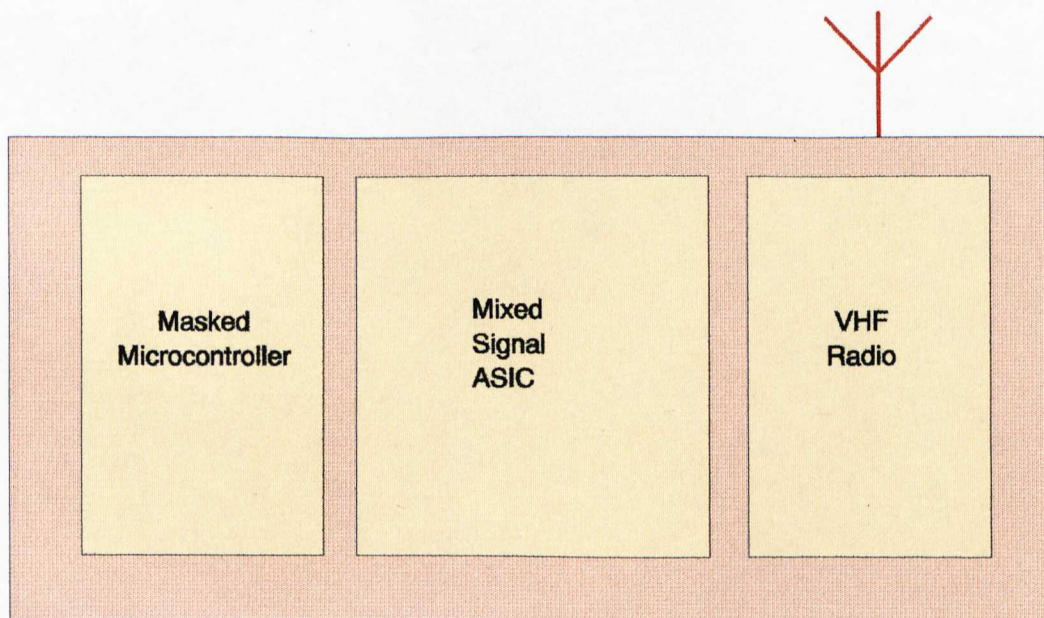 Masked
Microcontroller
Mixed
Signal
ASIC
VHF
Radio